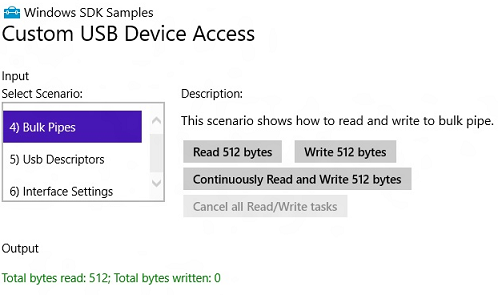 Windows SDK Samples
Custom USB Device Access
Input
Select Scenario:
4) Bulk Pipes
5) Usb Descriptors
6) Interface Settings
Description:
This scenario shows how to read and write to bulk pipe.
Read 512 bytes Write 512 bytes
Continuously Read and Write 512 bytes
Cancel all Read/Write tasks
Output
Total bytes read: 512; Total bytes written: 0